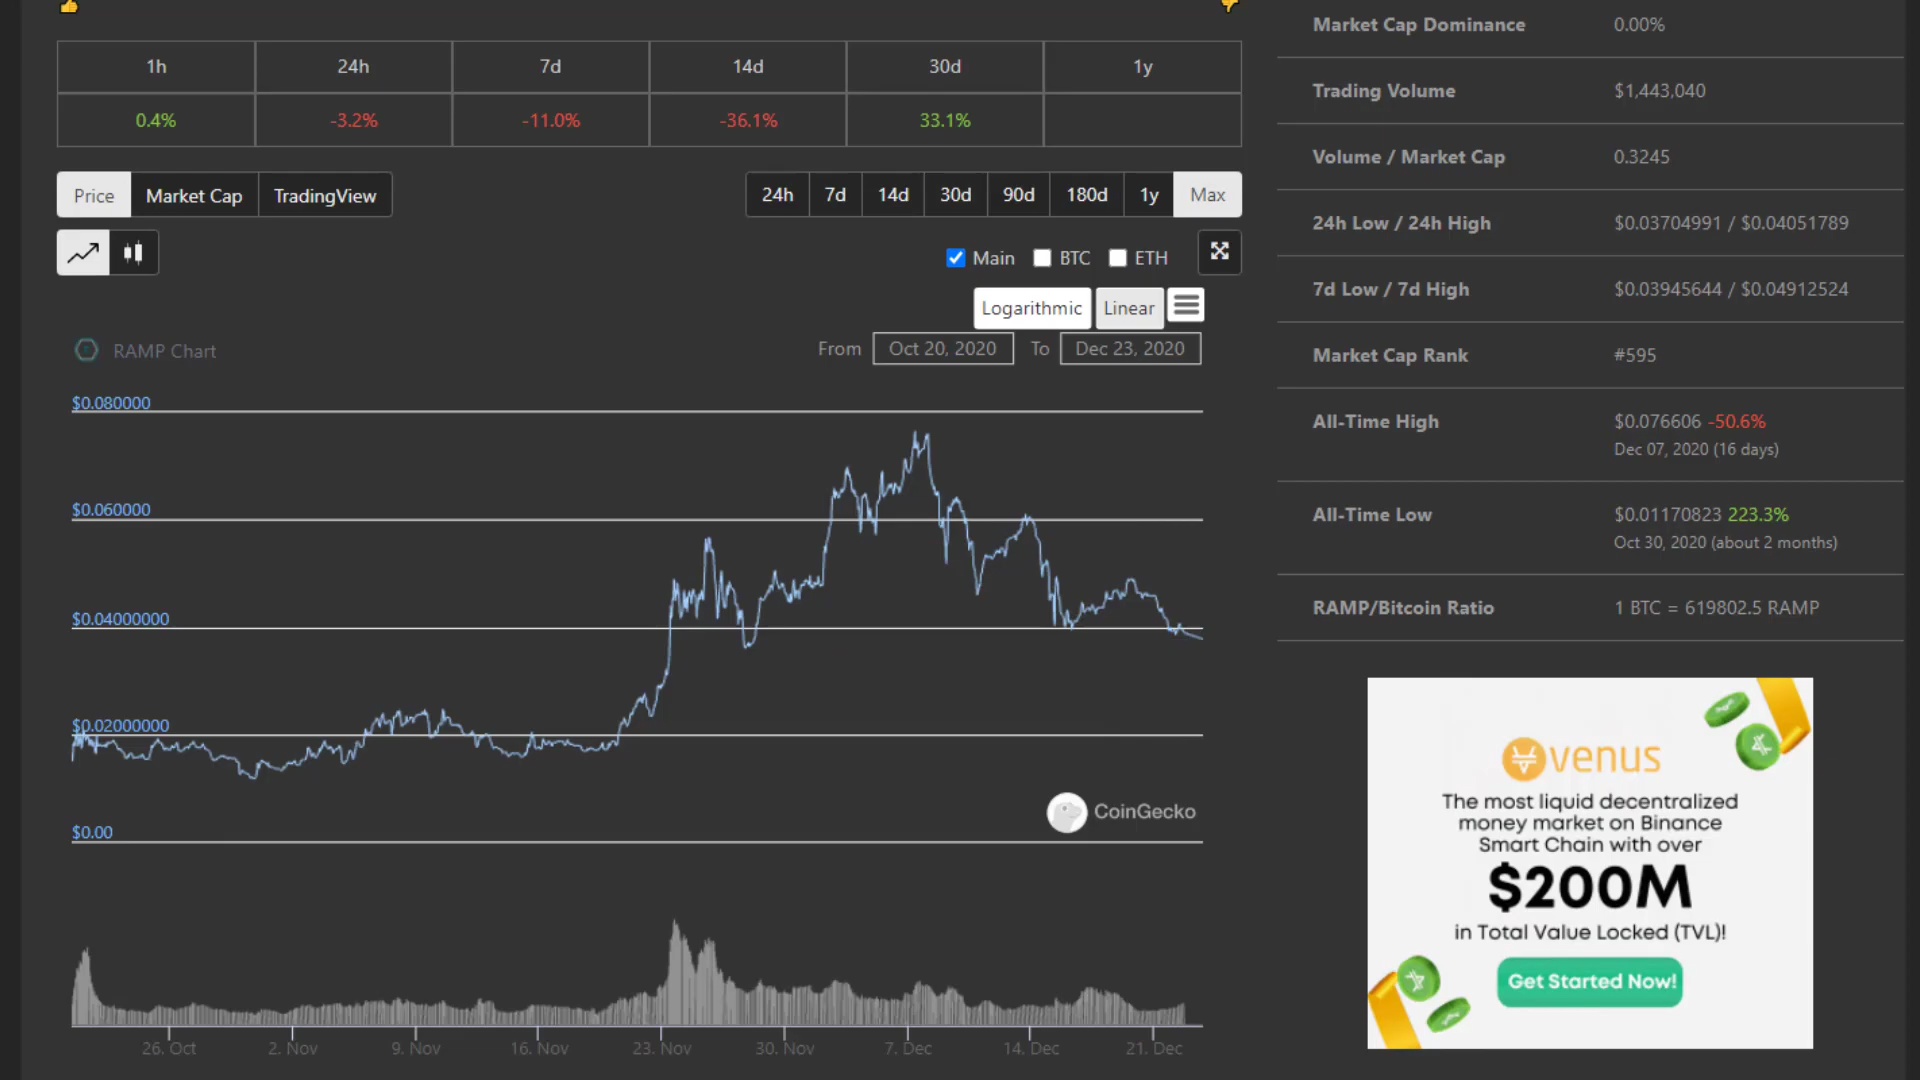 1h 24h 7d 14d 30d 1y
0.4% -3.2% -11.0% -36.1% 33.1%
Price Market Cap TradingView
24h 7d 14d 30d 90d 180d 1y Max
Main BTC ETH
Logarithmic Linear
RAMP Chart
From Oct 20, 2020 To Dec 23, 2020
$0.080000
$0.060000
$0.04000000
$0.02000000
$0.00
CoinGecko
26. Oct 2. Nov 9. Nov 16. Nov 23. Nov 30. Nov 7. Dec 14. Dec 21. Dec
Market Cap Dominance 0.00%
Trading Volume $1,443,040
Volume / Market Cap 0.3245
24h Low / 24h High $0.03704991 / $0.04051789
7d Low / 7d High $0.03945644 / $0.04912524
Market Cap Rank #595
All-Time High $0.076606 -50.6%
Dec 07, 2020 (16 days)
All-Time Low $0.01170823 223.3%
Oct 30, 2020 (about 2 months)
RAMP/Bitcoin Ratio 1 BTC = 619802.5 RAMP
venus
The most liquid decentralized
money market on Binance
Smart Chain with over
$200M
in Total Value Locked (TVL)!
Get Started Now!